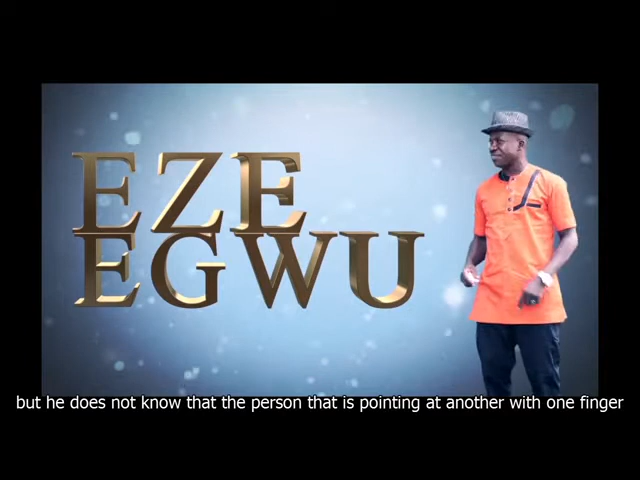 EZE
EGWU
but he does not know that the person that is pointing at another with one finger